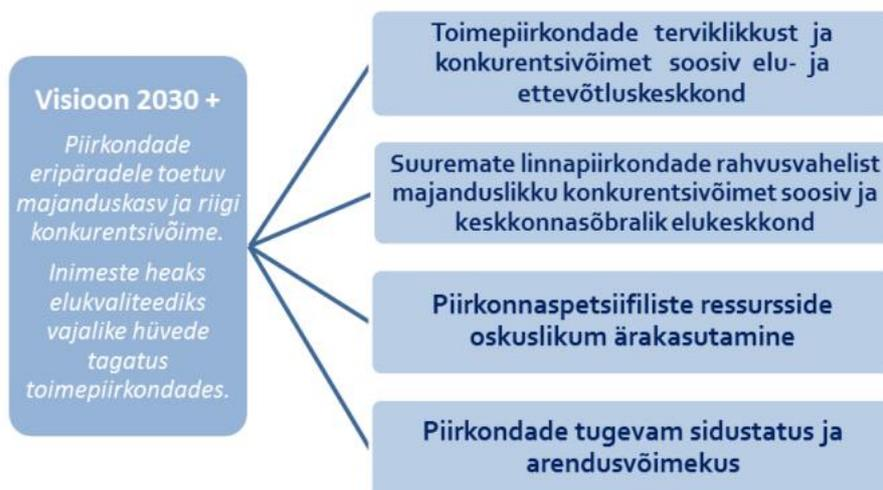 Visioon 2030 +
Piirkondade
eripäradele toetuv
majanduskasv ja riigi
konkurentsivõime.
Inimeste heaks
elukvaliteediks
vajalike hüvede
tagatus
toimepiirkondades.
Toimepiirkondade terviklikkust ja
konkurentsivõimet soosiv elu- ja
ettevõtluskeskkond
Suuremate linnapiirkondade rahvusvahelist
majanduslikku konkurentsivõimet soosiv ja
keskkonnasõbralik elukeskkond
Piirkonnaspetsiifiliste ressursside
oskuslikum ärakasutamine
Piirkondade tugevam sidustatus ja
arendusvõimekus